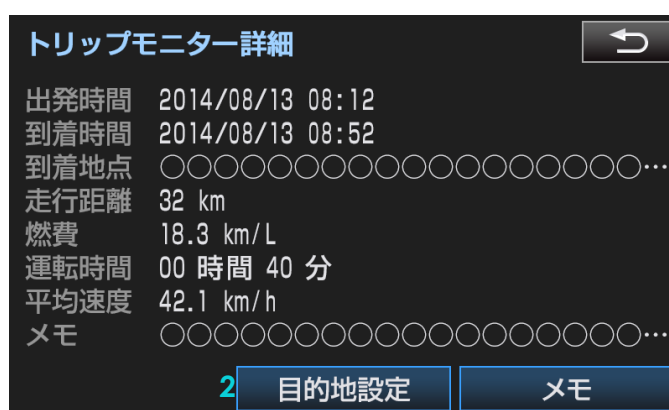 トリップモニター詳細
出発時間 2014/08/13 08:12
到着時間 2014/08/13 08:52
到着地点 ○○○○○○○○○○○○○○○○○○…
走行距離 32 km
燃費 18.3 km/L
運転時間 00 時間 40 分
平均速度 42.1 km/h
メモ ○○○○○○○○○○○○○○○○○○…
2 目的地設定 メモ